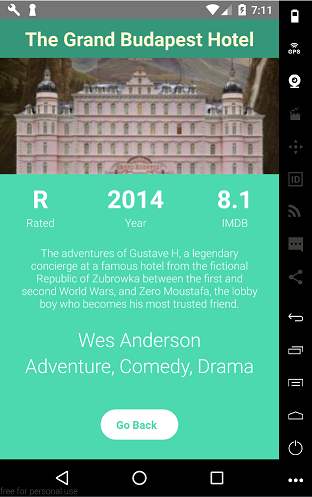 7:11
The Grand Budapest Hotel
R
2014
8.1
Rated
Year
IMDB
The adventures of Gustave H, a legendary
concierge at a famous hotel from the fictional
Republic of Zubrowka between the first and
second World Wars, and Zero Moustafa, the lobby
boy who becomes his most trusted friend.
Wes Anderson
Adventure, Comedy, Drama
Go Back
free for personal use
GPS
ID